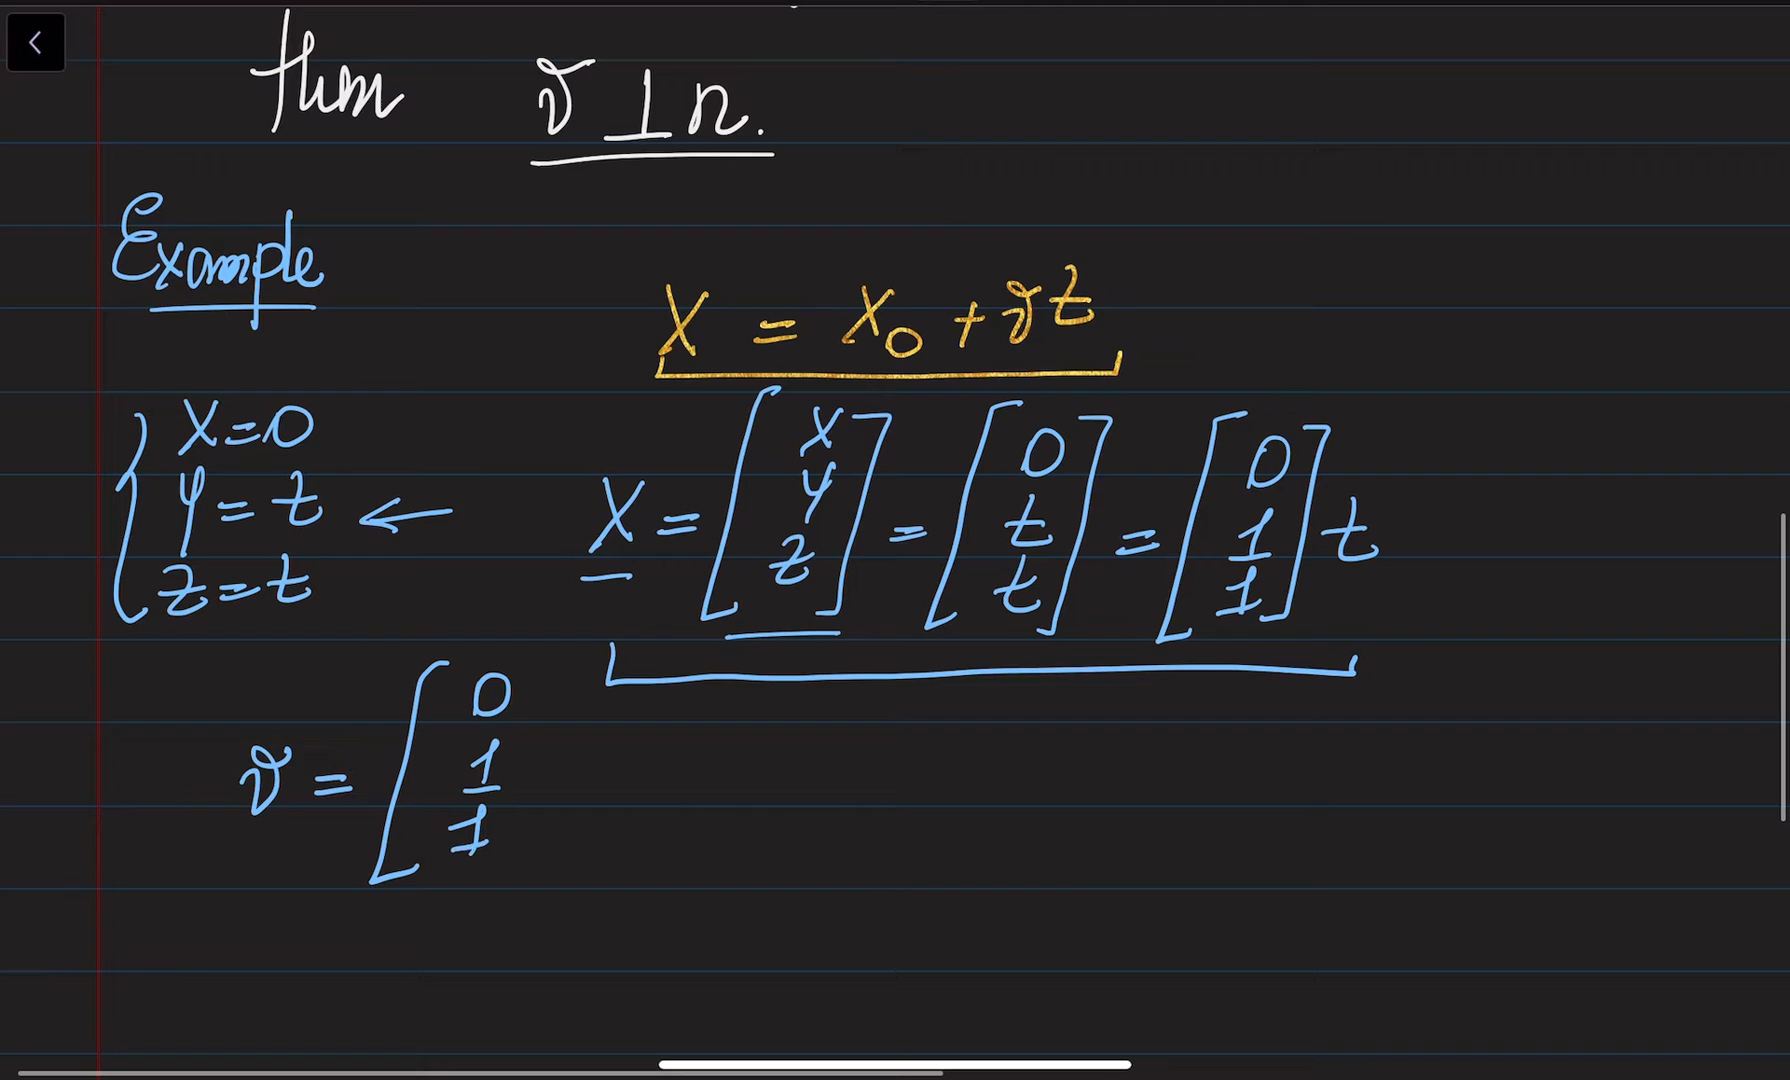 then v ⊥ n.
Example
X = X₀ + vt
{ x=0
y=t ←
z=t
X = [x y z] = [0 t t] = [0 1 1] t
v = [0 1 1